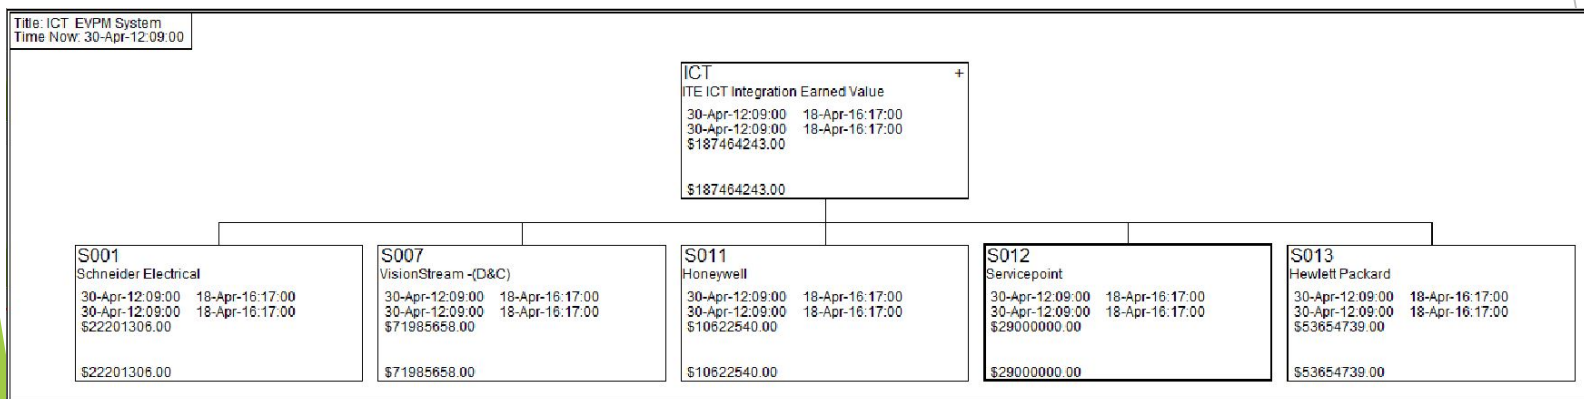 Title: ICT EVPM System
Time Now: 30-Apr-12:09:00
ICT +
ITE ICT Integration Earned Value
30-Apr-12:09:00 18-Apr-16:17:00
30-Apr-12:09:00 18-Apr-16:17:00
$187464243.00
$187464243.00
S001
Schneider Electrical
30-Apr-12:09:00 18-Apr-16:17:00
30-Apr-12:09:00 18-Apr-16:17:00
$22201306.00
$22201306.00
S007
VisionStream -(D&C)
30-Apr-12:09:00 18-Apr-16:17:00
30-Apr-12:09:00 18-Apr-16:17:00
$71985658.00
$71985658.00
S011
Honeywell
30-Apr-12:09:00 18-Apr-16:17:00
30-Apr-12:09:00 18-Apr-16:17:00
$10622540.00
$10622540.00
S012
Servicepoint
30-Apr-12:09:00 18-Apr-16:17:00
30-Apr-12:09:00 18-Apr-16:17:00
$29000000.00
$29000000.00
S013
Hewlett Packard
30-Apr-12:09:00 18-Apr-16:17:00
30-Apr-12:09:00 18-Apr-16:17:00
$53654739.00
$53654739.00